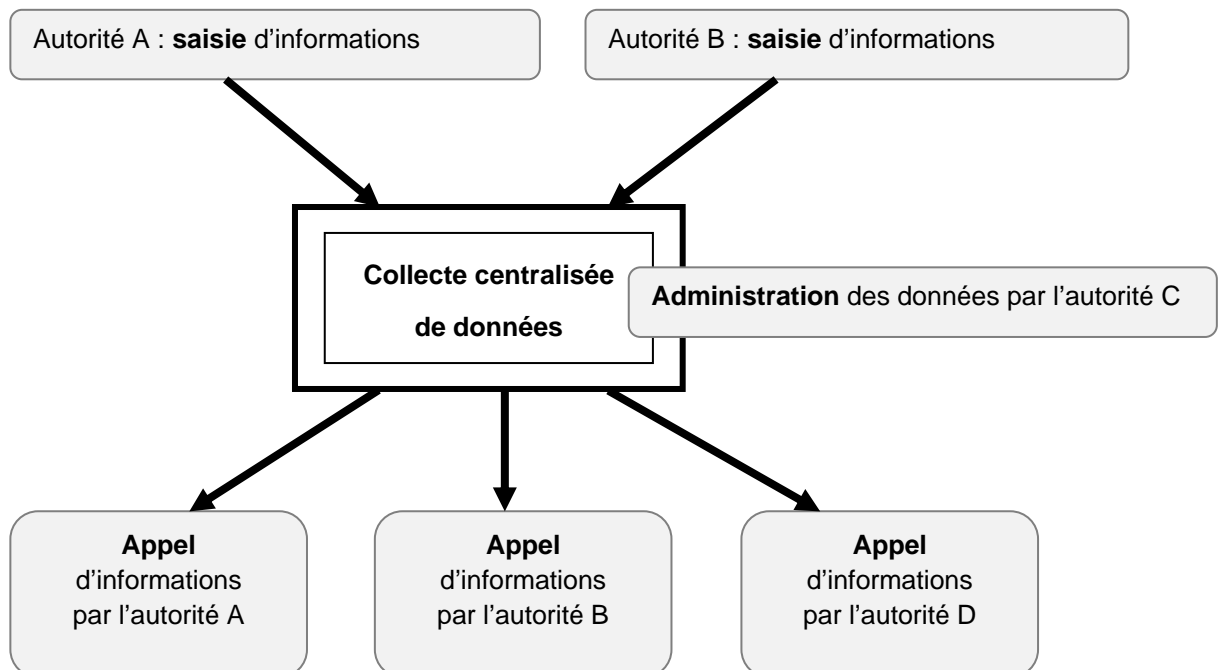 Autorité A : saisie d’informations
Autorité B : saisie d’informations
Collecte centralisée
de données
Administration des données par l’autorité C
Appel
d’informations
par l’autorité A
Appel
d’informations
par l’autorité B
Appel
d’informations
par l’autorité D